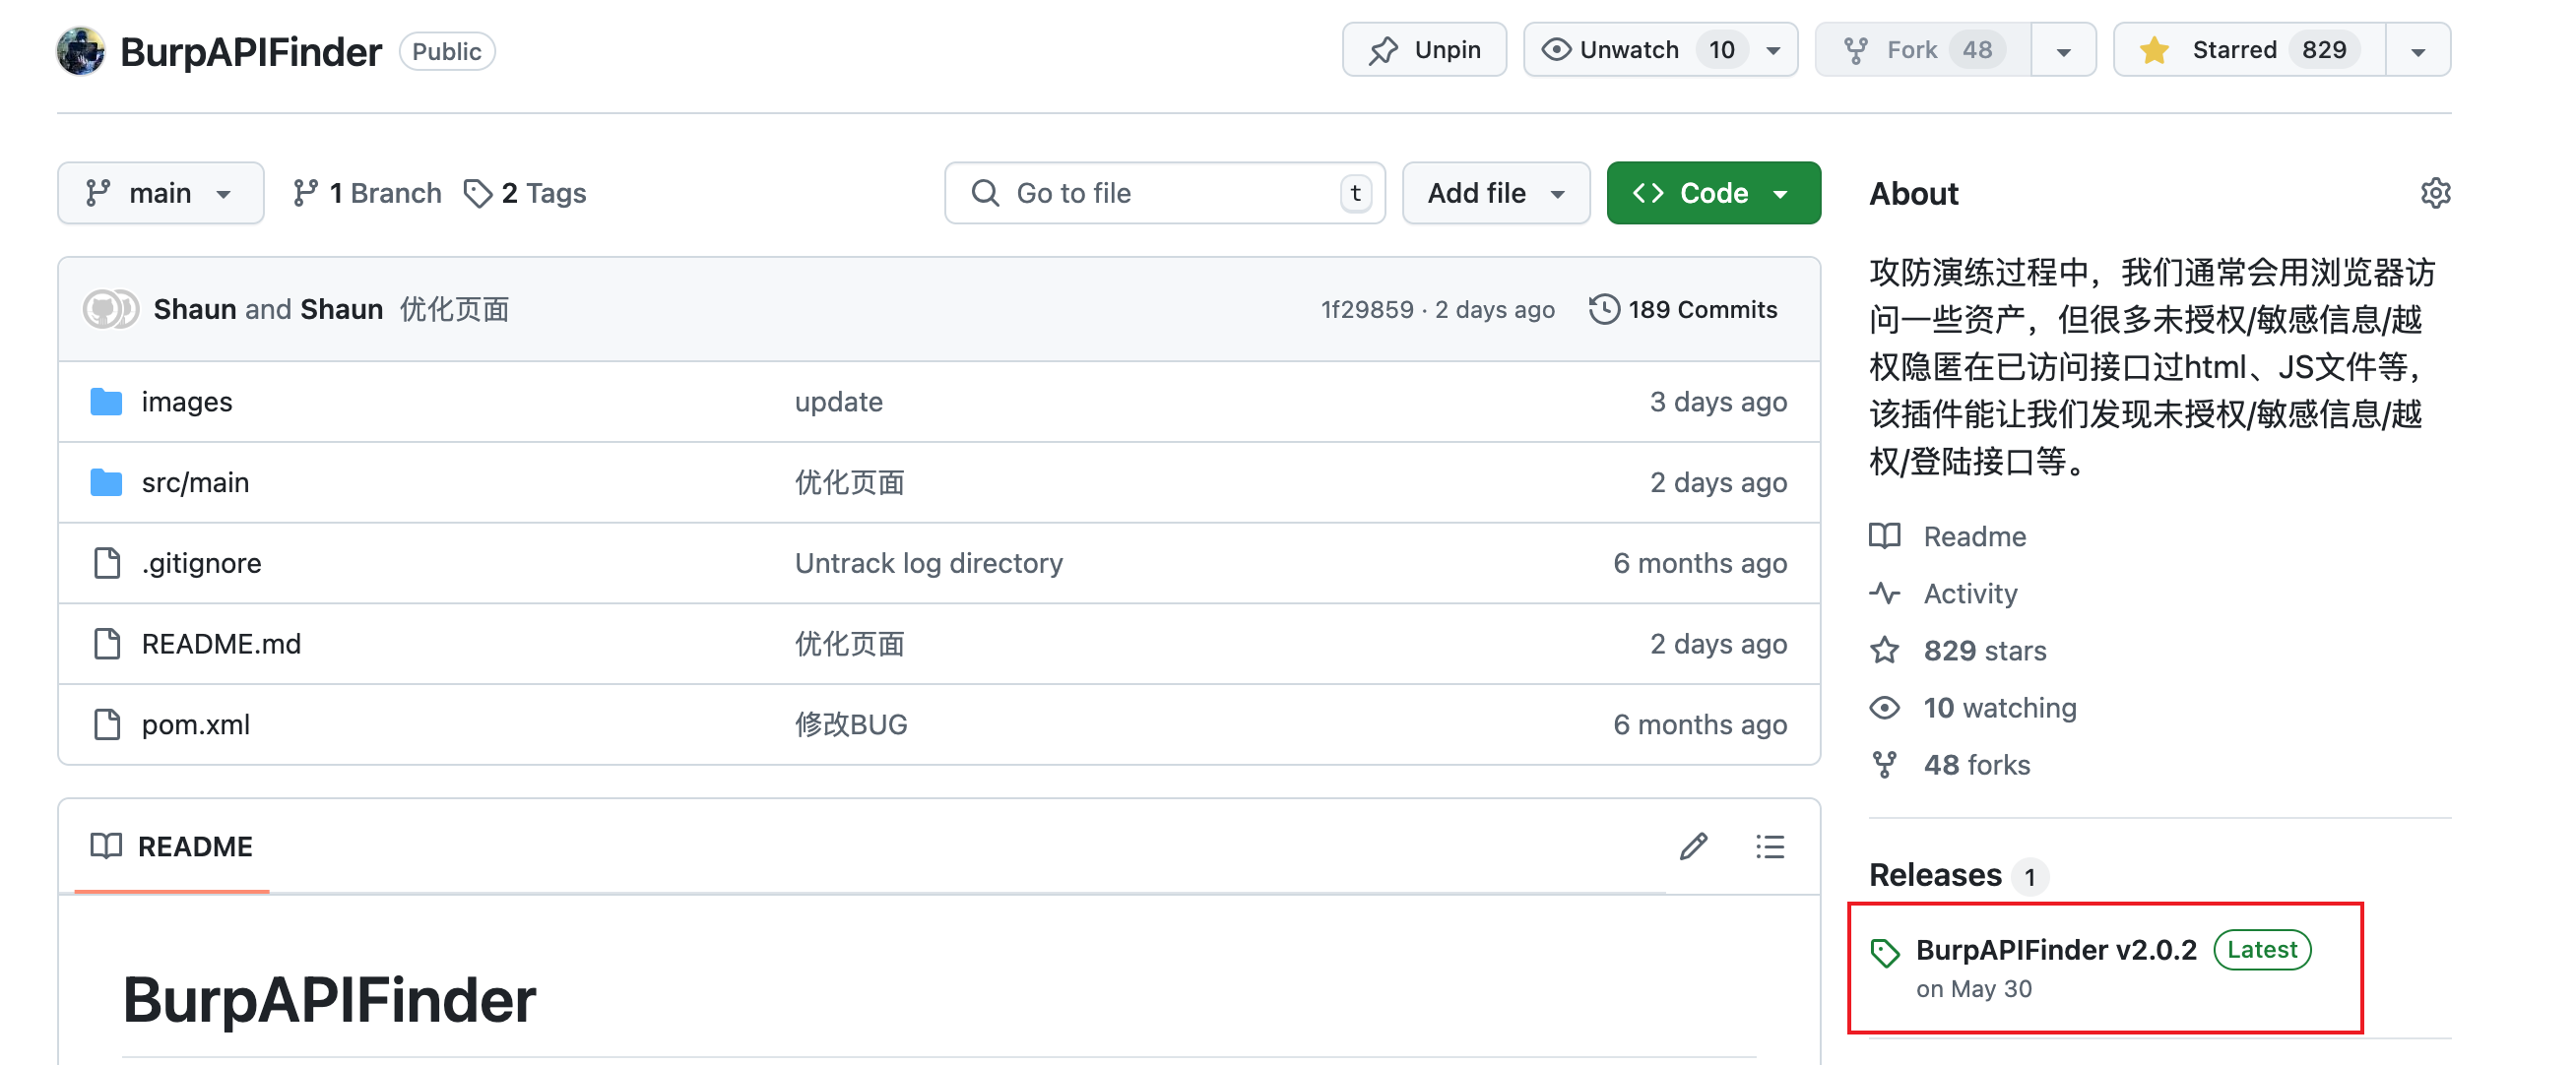 BurpAPIFinder Public Unpin Unwatch 10 Fork 48 Starred 829
main 1 Branch 2 Tags Go to file t Add file Code
Shaun and Shaun 优化页面 1f29859 · 2 days ago 189 Commits
images update 3 days ago
src/main 优化页面 2 days ago
.gitignore Untrack log directory 6 months ago
README.md 优化页面 2 days ago
pom.xml 修改BUG 6 months ago
README
BurpAPIFinder
About
攻防演练过程中，我们通常会用浏览器访
问一些资产，但很多未授权/敏感信息/越
权隐匿在已访问接口过html、JS文件等，
该插件能让我们发现未授权/敏感信息/越
权/登陆接口等。
Readme
Activity
829 stars
10 watching
48 forks
Releases 1
BurpAPIFinder v2.0.2 Latest
on May 30